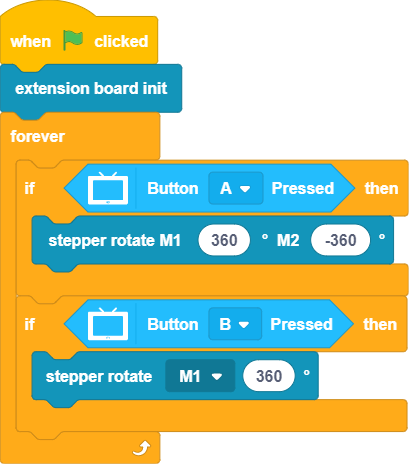 when clicked
extension board init
forever
if Button A Pressed then
stepper rotate M1 360 ° M2 -360 °
if Button B Pressed then
stepper rotate M1 360 °